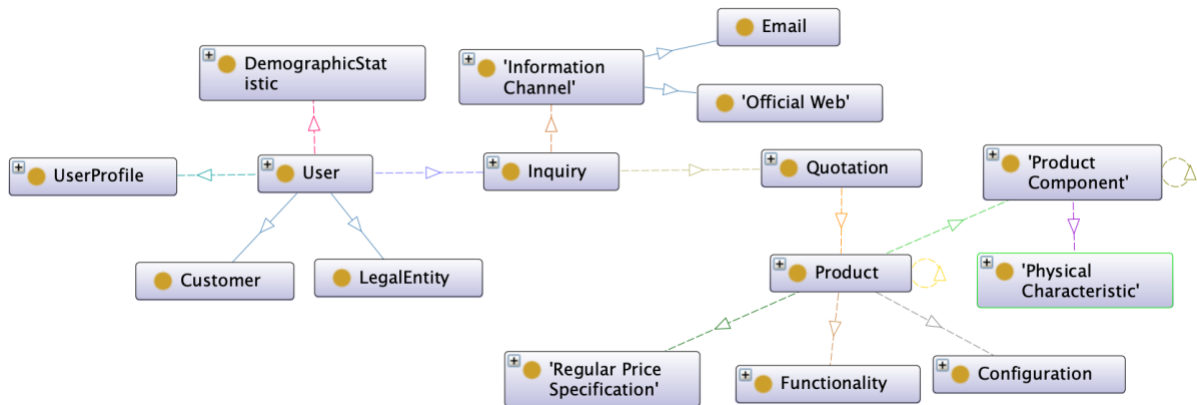 Email
DemographicStat
istic
'Information
Channel'
'Official Web'
UserProfile
User
Inquiry
Quotation
'Product
Component'
Customer
LegalEntity
Product
'Physical
Characteristic'
'Regular Price
Specification'
Functionality
Configuration